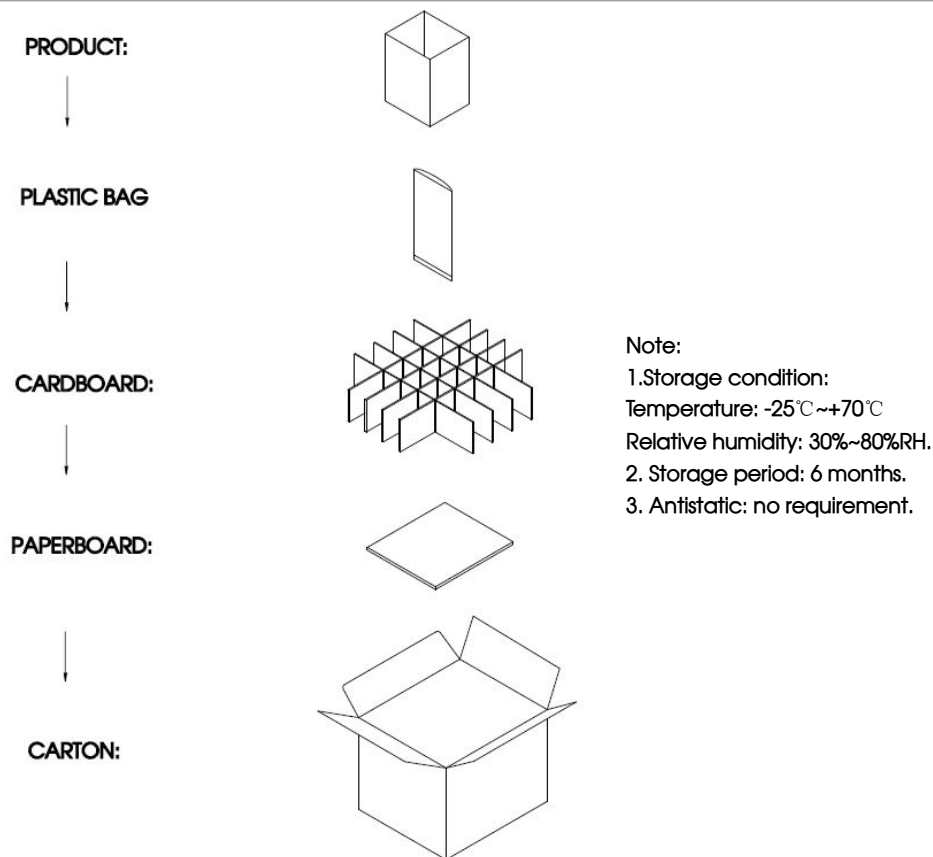 PRODUCT:
PLASTIC BAG
CARDBOARD:
PAPERBOARD:
CARTON:
Note:
1.Storage condition:
Temperature: -25℃~+70℃
Relative humidity: 30%~80%RH.
2. Storage period: 6 months.
3. Antistatic: no requirement.